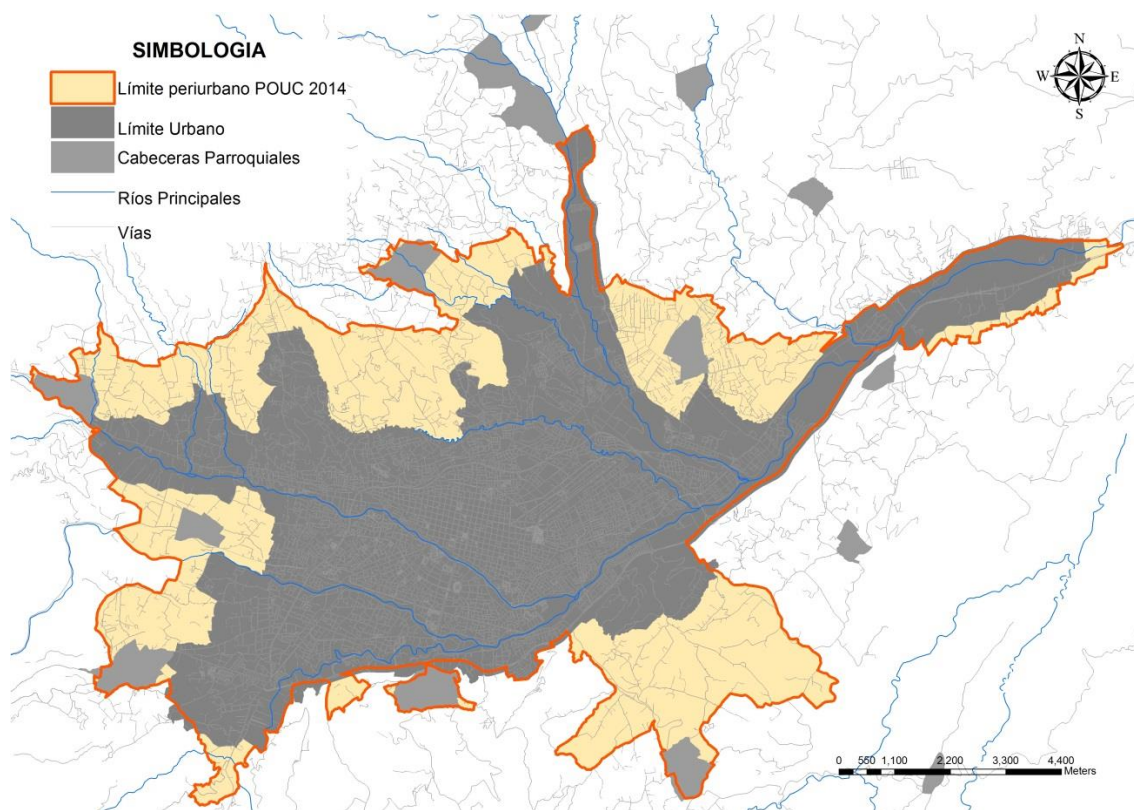 SIMBOLOGIA
Límite periurbano POUC 2014
Límite Urbano
Cabeceras Parroquiales
Ríos Principales
Vías
N
W E
S
0 550 1,100 2,200 3,300 4,400
Meters